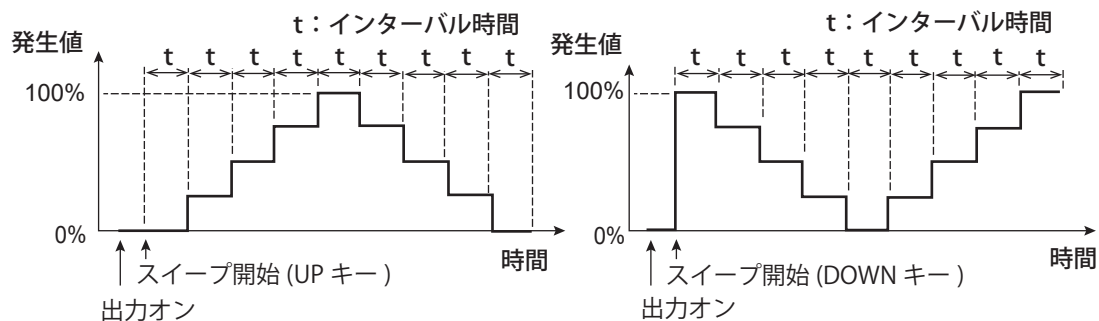 t：インターバル時間
発生値
t t t t t t t t t
100%
0%
時間
スイープ開始 (UP キー )
出力オン
t：インターバル時間
発生値
t t t t t t t t t
100%
0%
時間
スイープ開始 (DOWN キー )
出力オン